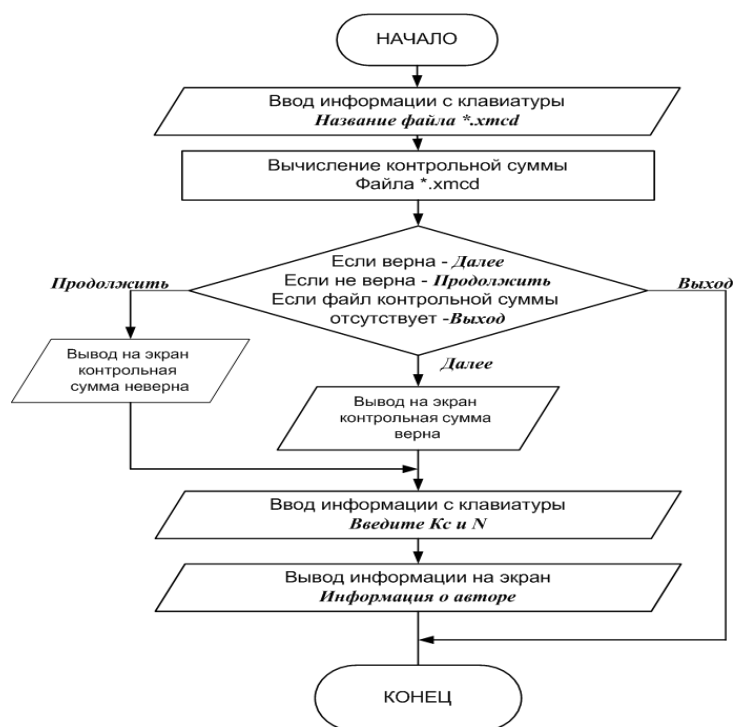 НАЧАЛО
Ввод информации с клавиатуры
Название файла *.xmcd
Вычисление контрольной суммы
Файла *.xmcd
Если верна - Далее
Если не верна - Продолжить
Если файл контрольной суммы
отсутствует -Выход
Продолжить
Выход
Далее
Вывод на экран
контрольная
сумма неверна
Вывод на экран
контрольная сумма
верна
Ввод информации с клавиатуры
Введите Кс и N
Вывод информации на экран
Информация о авторе
КОНЕЦ